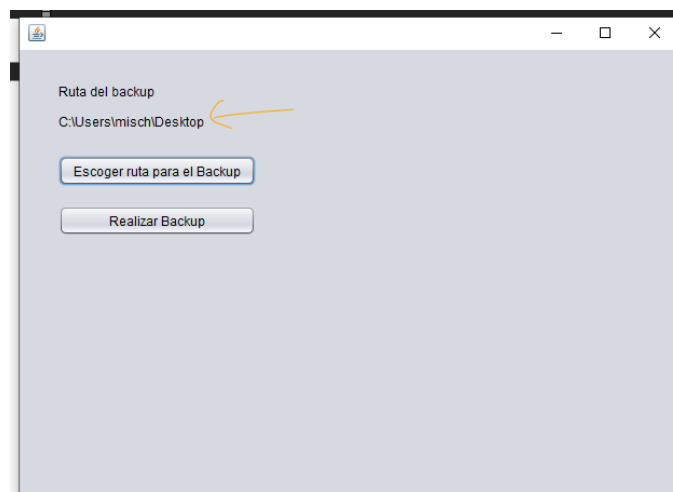 Ruta del backup
C:\Users\misch\Desktop
Escoger ruta para el Backup
Realizar Backup